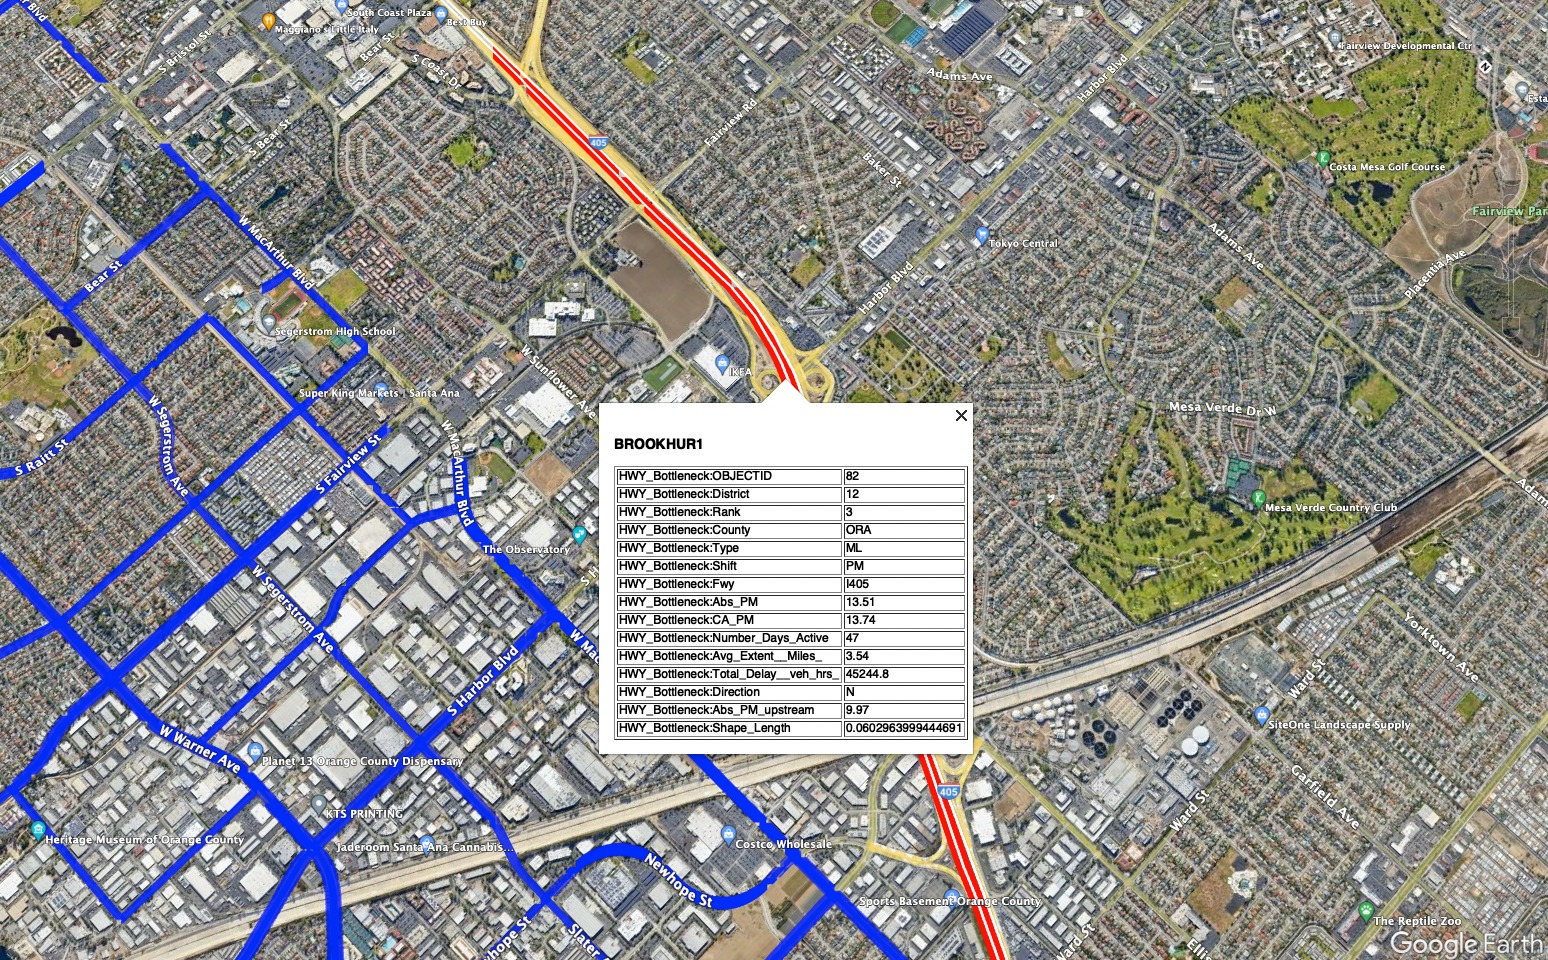 South Coast Plaza
Best Buy
Maggiano's Little Italy
S Bristol St
Bear St
S Coast Dr
Adams Ave
Harbor Blvd
Fairview Developmental Ctr
N
Esta
S Bear St
405
Fairview Rd
Baker St
Costa Mesa Golf Course
Fairview Par
W MacArthur Blvd
Bear St
Tokyo Central
Adams Ave
Placentia Ave
Harbor Blvd
Segerstrom High School
W Sunflower Ave
IKEA
Super King Markets | Santa Ana
W Segerstrom Ave
S Raitt St
S Fairview St
W MacArthur Blvd
Mesa Verde Dr W
Mesa Verde Country Club
Adam
The Observatory
S H
BROOKHUR1
HWY_Bottleneck:OBJECTID 82
HWY_Bottleneck:District 12
HWY_Bottleneck:Rank 3
HWY_Bottleneck:County ORA
HWY_Bottleneck:Type ML
HWY_Bottleneck:Shift PM
HWY_Bottleneck:Fwy I405
HWY_Bottleneck:Abs_PM 13.51
HWY_Bottleneck:CA_PM 13.74
HWY_Bottleneck:Number_Days_Active 47
HWY_Bottleneck:Avg_Extent__Miles_ 3.54
HWY_Bottleneck:Total_Delay__veh_hrs_ 45244.8
HWY_Bottleneck:Direction N
HWY_Bottleneck:Abs_PM_upstream 9.97
HWY_Bottleneck:Shape_Length 0.0602963999444691
W Segerstrom Ave
W Mac
S Harbor Blvd
Yorktown Ave
Ward St
SiteOne Landscape Supply
W Warner Ave
Planet 13 Orange County Dispensary
Garfield Ave
405
KTS PRINTING
Ward St
Heritage Museum of Orange County
Jaderoom Santa Ana Cannabis...
Costco Wholesale
Newhope St
Sports Basement Orange County
The Reptile Zoo
hope St
Slater
Ward St
Ellis
Google Earth